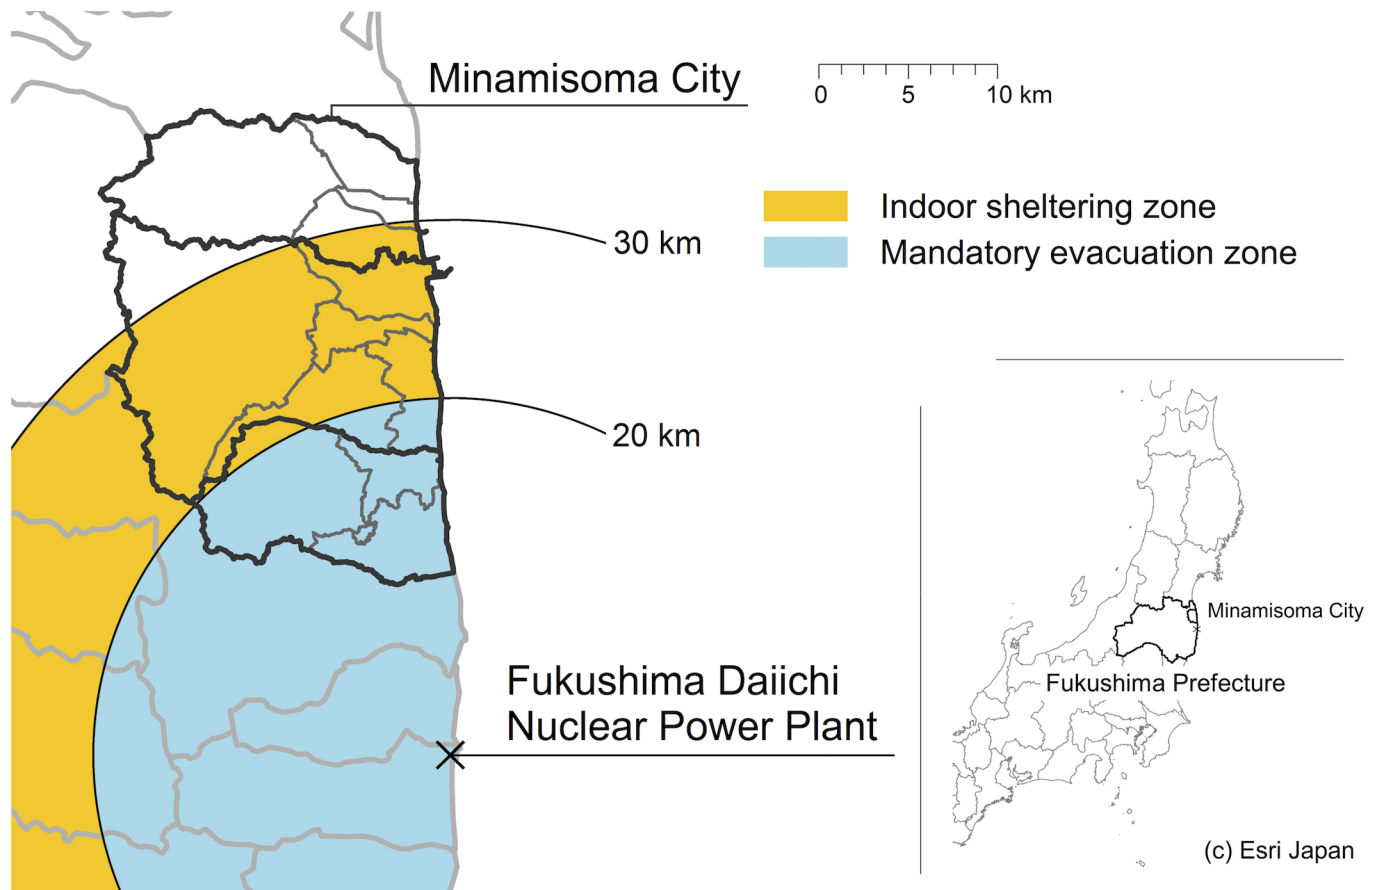 Minamisoma City
0 5 10 km
Indoor sheltering zone
Mandatory evacuation zone
30 km
20 km
Fukushima Daiichi
Nuclear Power Plant
Minamisoma City
Fukushima Prefecture
(c) Esri Japan